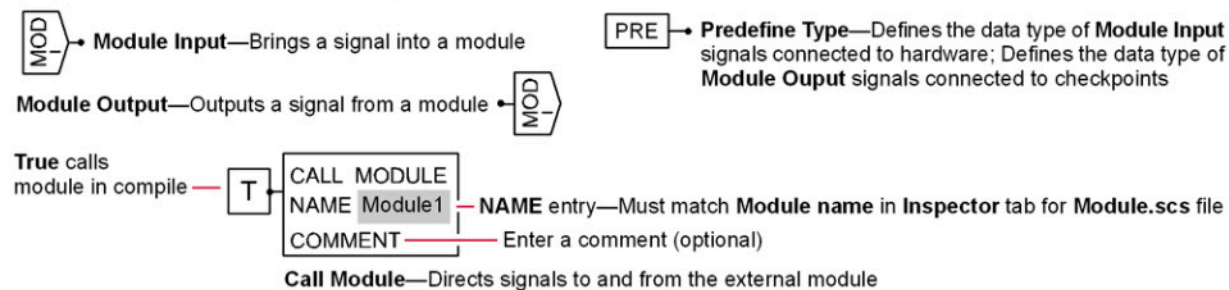 MOD
I
Module Input—Brings a signal into a module
PRE
Predefine Type—Defines the data type of Module Input
signals connected to hardware; Defines the data type of
Module Ouput signals connected to checkpoints
Module Output—Outputs a signal from a module
MOD
I
True calls
module in compile
T
CALL MODULE
NAME Module1
COMMENT
NAME entry—Must match Module name in Inspector tab for Module.scs file
Enter a comment (optional)
Call Module—Directs signals to and from the external module